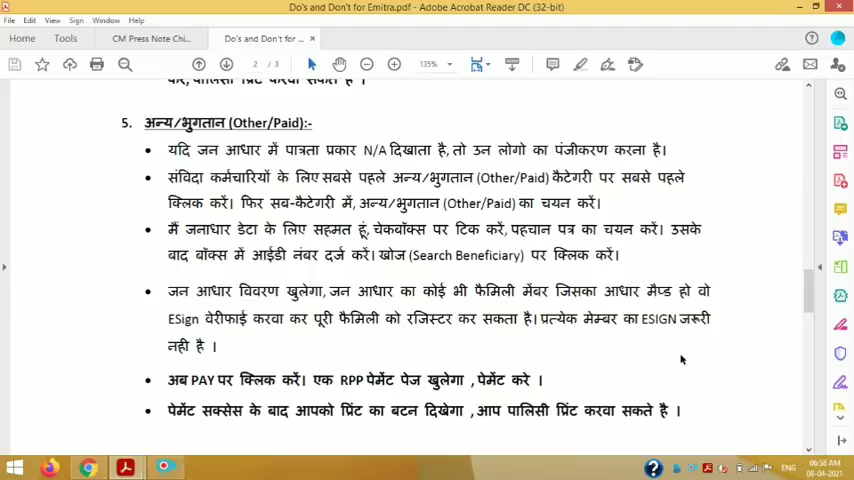 Do's and Don't for Emitra.pdf - Adobe Acrobat Reader DC (32-bit)
File Edit View Sign Window Help
Home Tools CM Press Note Chi... Do's and Don't for ... ×
2 / 3 135%
कर, पालिसी प्रिंट करवा सकते है ।
5. अन्य/भुगतान (Other/Paid):-
• यदि जन आधार में पात्रता प्रकार N/A दिखाता है, तो उन लोगो का पंजीकरण करना है।
• संविदा कर्मचारियों के लिए सबसे पहले अन्य/भुगतान (Other/Paid) कैटेगरी पर सबसे पहले
क्लिक करें। फिर सब-कैटेगरी में, अन्य/भुगतान (Other/Paid) का चयन करें।
• मैं जनाधार डेटा के लिए सहमत हूं, चेकबॉक्स पर टिक करें, पहचान पत्र का चयन करें। उसके
बाद बॉक्स में आईडी नंबर दर्ज करें। खोज (Search Beneficiary) पर क्लिक करें।
• जन आधार विवरण खुलेगा, जन आधार का कोई भी फैमिली मेंबर जिसका आधार मैप्ड हो वो
ESign वेरीफाई करवा कर पूरी फैमिली को रजिस्टर कर सकता है। प्रत्येक मेम्बर का ESIGN जरूरी
नही है ।
• अब PAY पर क्लिक करें। एक RPP पेमेंट पेज खुलेगा , पेमेंट करे ।
• पेमेंट सक्सेस के बाद आपको प्रिंट का बटन दिखेगा , आप पालिसी प्रिंट करवा सकते है ।
ENG 06:58 AM
08-04-2021